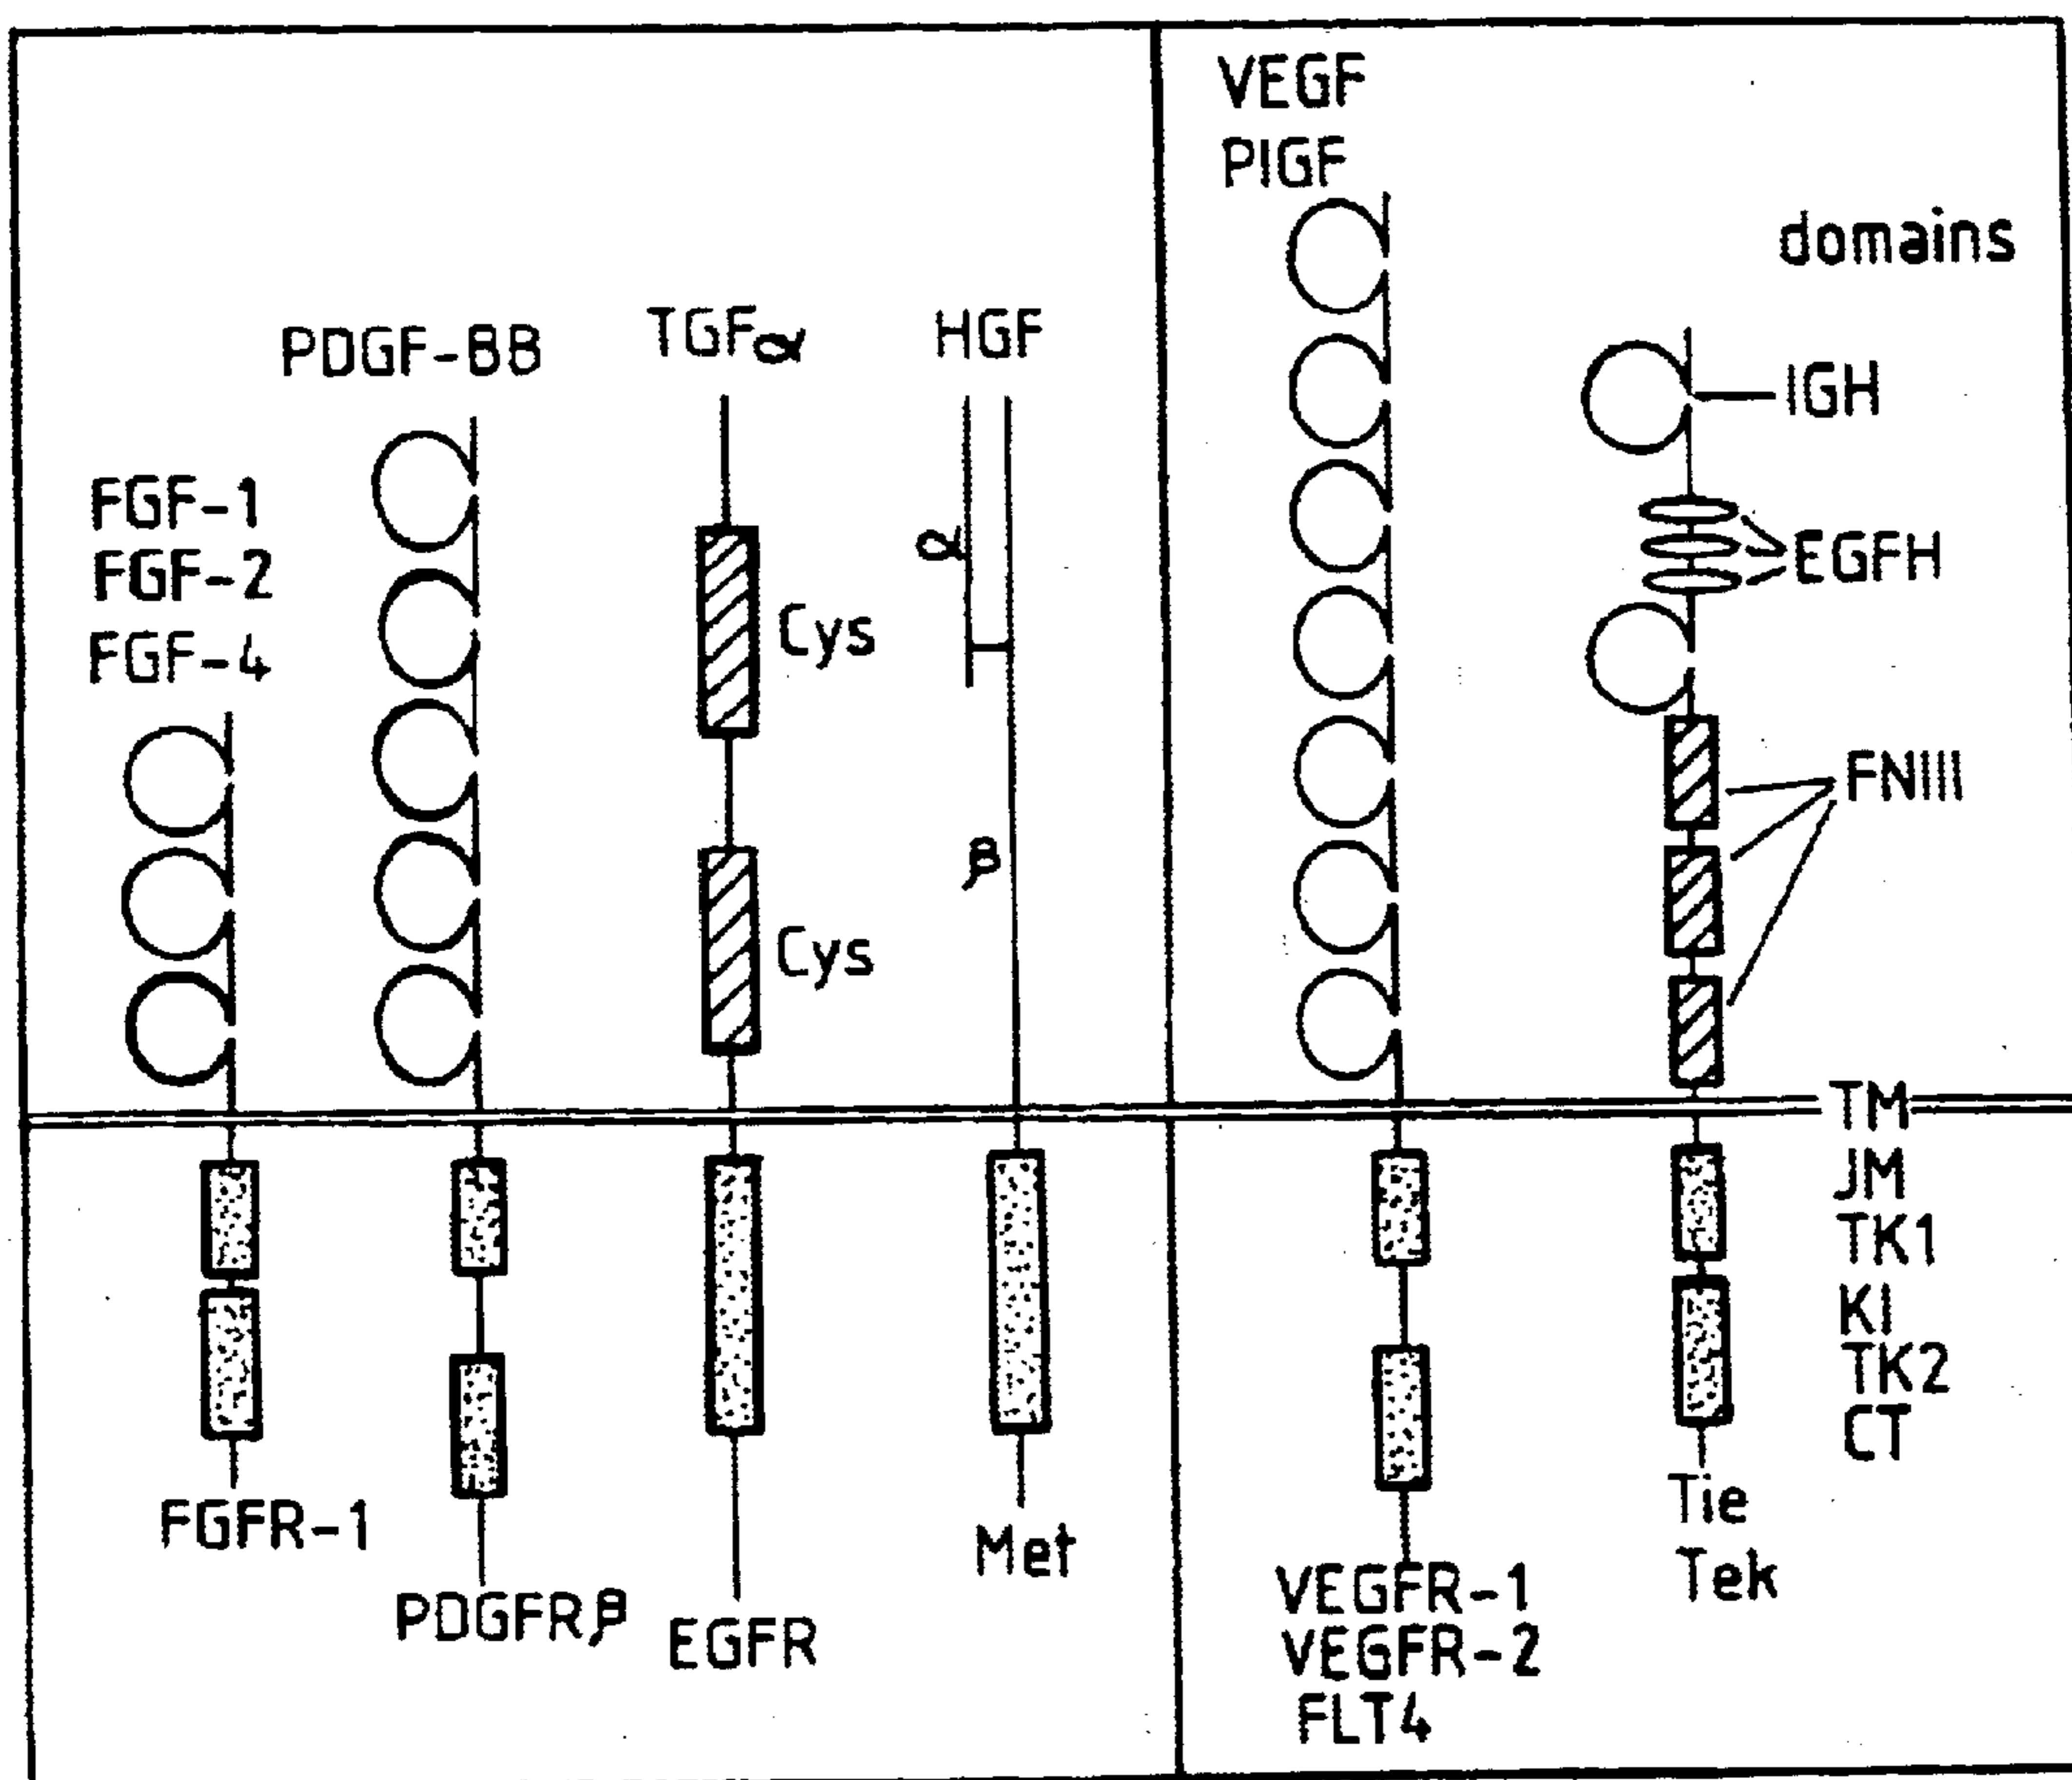 FGF-1
FGF-2
FGF-4
PDGF-BB
TGFα
HGF
Cys
Cys
α
β
FGFR-1
PDGFRβ
EGFR
Met
VEGF
PIGF
domains
IGH
EGFH
FNIII
TM
JM
TK1
KI
TK2
CT
VEGFR-1
VEGFR-2
FLT4
Tie
Tek